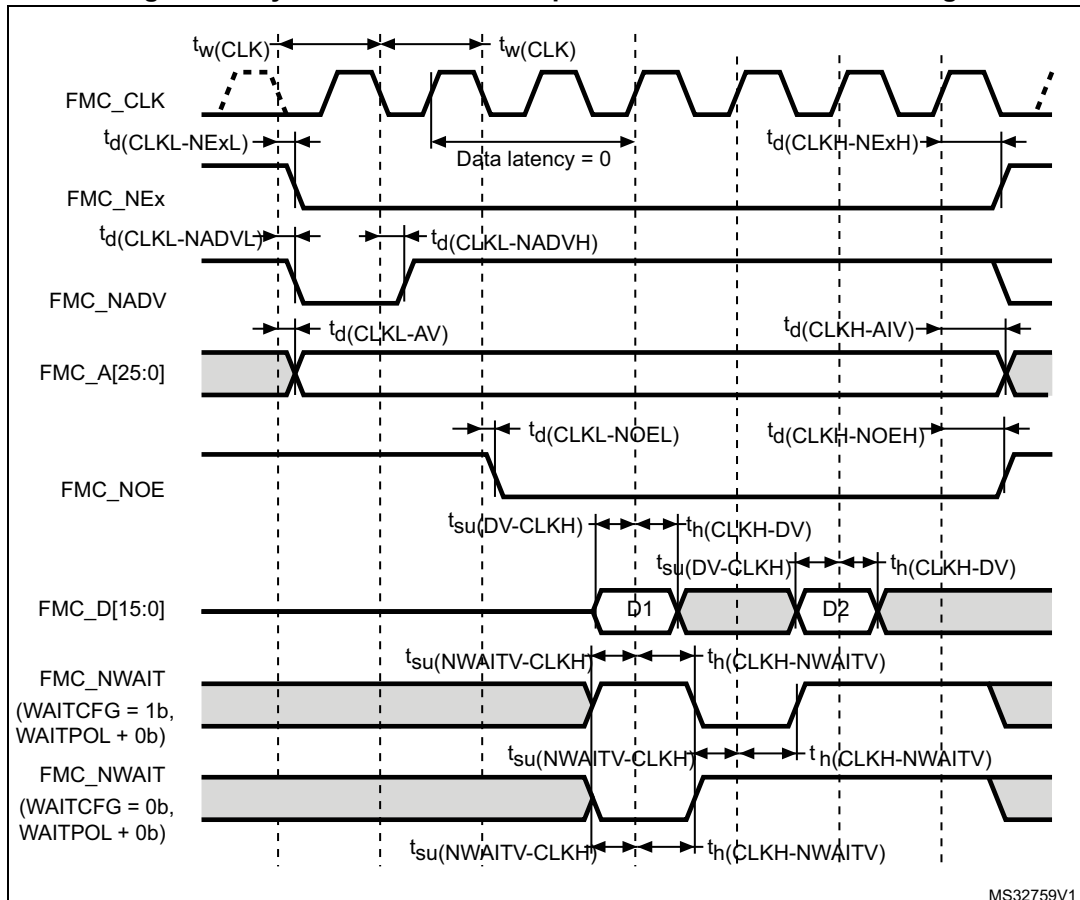 tw(CLK)
tw(CLK)
FMC_CLK
td(CLKL-NExL)
Data latency = 0
td(CLKH-NExH)
FMC_NEx
td(CLKL-NADVL)
td(CLKL-NADVH)
FMC_NADV
td(CLKL-AV)
td(CLKH-AIV)
FMC_A[25:0]
td(CLKL-NOEL)
td(CLKH-NOEH)
FMC_NOE
tsu(DV-CLKH)
th(CLKH-DV)
tsu(DV-CLKH)
th(CLKH-DV)
FMC_D[15:0]
D1
D2
tsu(NWAITV-CLKH)
th(CLKH-NWAITV)
FMC_NWAIT
(WAITCFG = 1b,
WAITPOL + 0b)
tsu(NWAITV-CLKH)
th(CLKH-NWAITV)
FMC_NWAIT
(WAITCFG = 0b,
WAITPOL + 0b)
tsu(NWAITV-CLKH)
th(CLKH-NWAITV)
MS32759V1